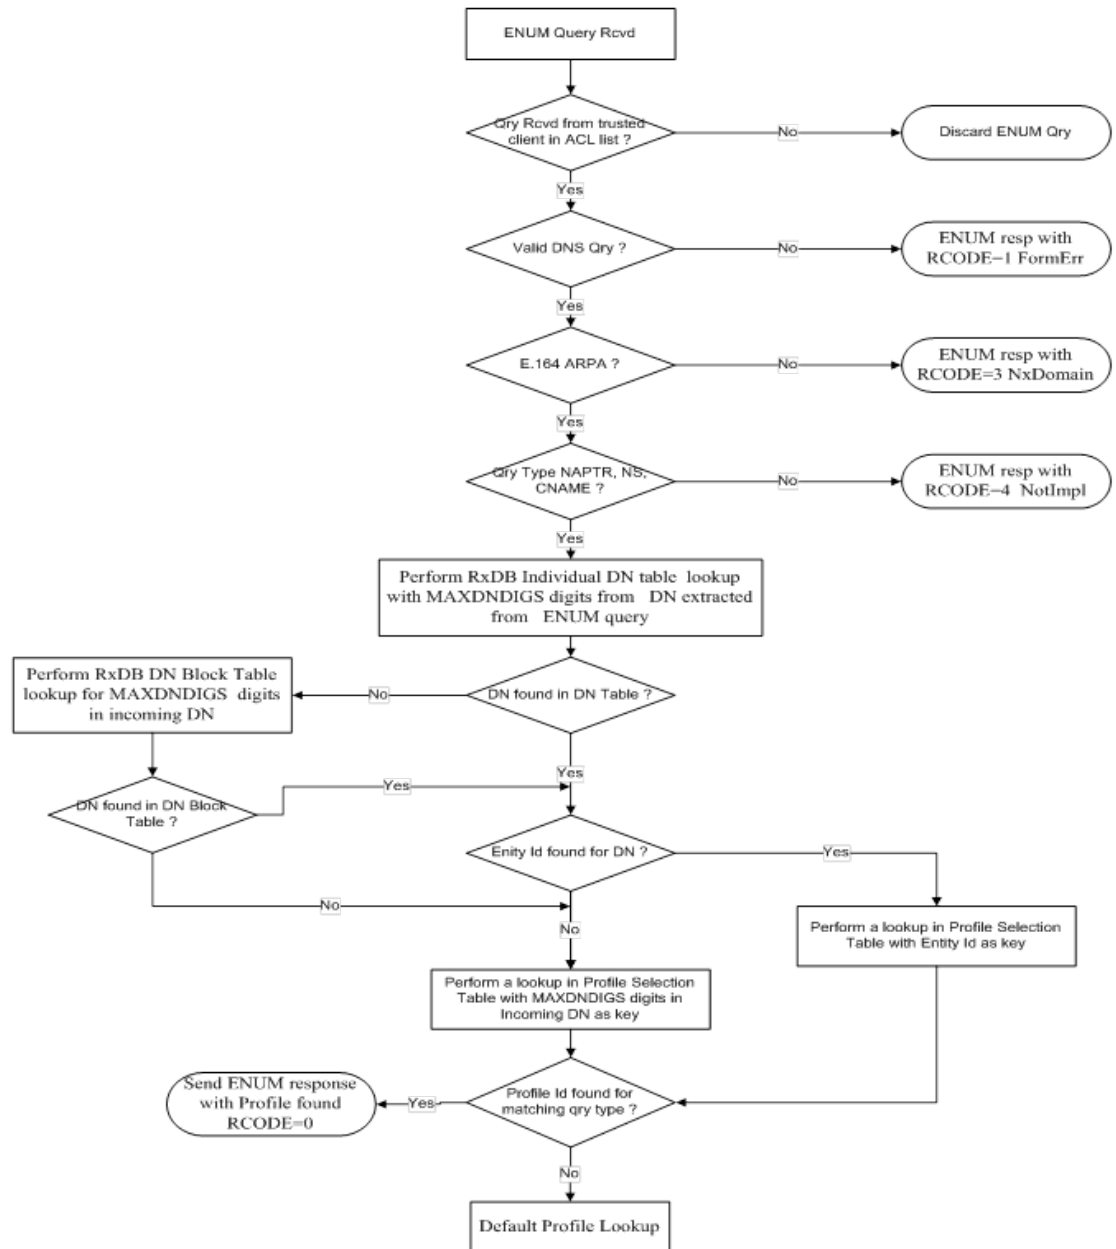 ENUM Query Rcvd
Qry Rcvd from trusted
client in ACL list ?
No
Discard ENUM Qry
Yes
Valid DNS Qry ?
No
ENUM resp with
RCODE=1 FormErr
Yes
E.164 ARPA ?
No
ENUM resp with
RCODE=3 NxDomain
Yes
Qry Type NAPTR, NS,
CNAME ?
No
ENUM resp with
RCODE=4 NotImpl
Yes
Perform RxDB Individual DN table lookup
with MAXDNDIGS digits from DN extracted
from ENUM query
Perform RxDB DN Block Table
lookup for MAXDNDIGS digits
in incoming DN
No
DN found in DN Table ?
Yes
Yes
DN found in DN Block
Table ?
Enity Id found for DN ?
Yes
No
No
Perform a lookup in Profile Selection
Table with Entity Id as key
Perform a lookup in Profile Selection
Table with MAXDNDIGS digits in
Incoming DN as key
Send ENUM response
with Profile found
RCODE=0
Yes
Profile Id found for
matching qry type ?
No
Default Profile Lookup